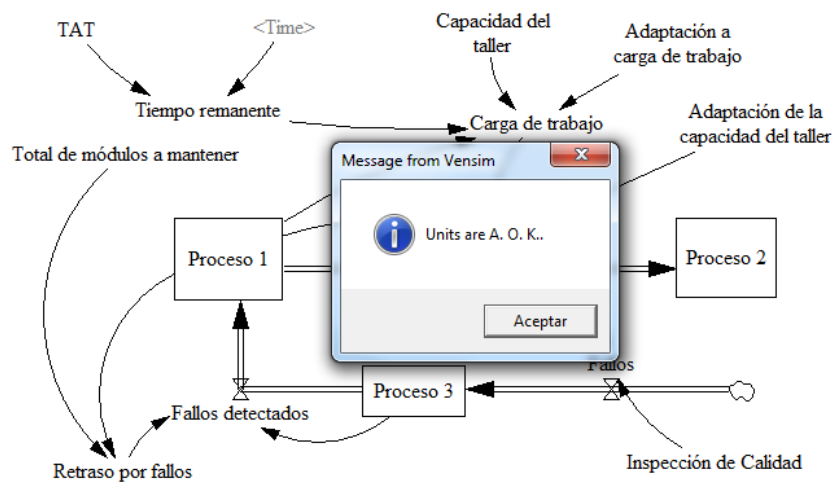 TAT
<Time>
Capacidad del
taller
Adaptación a
carga de trabajo
Tiempo remanente
Carga de trabajo
Adaptación de la
capacidad del taller
Total de módulos a mantener
Message from Vensim
Units are A. O. K..
Aceptar
Proceso 1
Proceso 2
Fallos
Proceso 3
Fallos detectados
Retraso por fallos
Inspección de Calidad